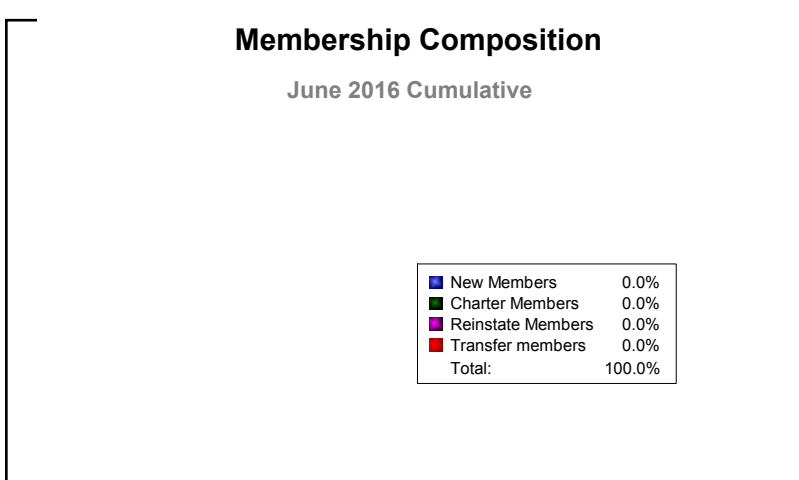 Membership Composition
June 2016 Cumulative
New Members 0.0%
Charter Members 0.0%
Reinstate Members 0.0%
Transfer members 0.0%
Total: 100.0%